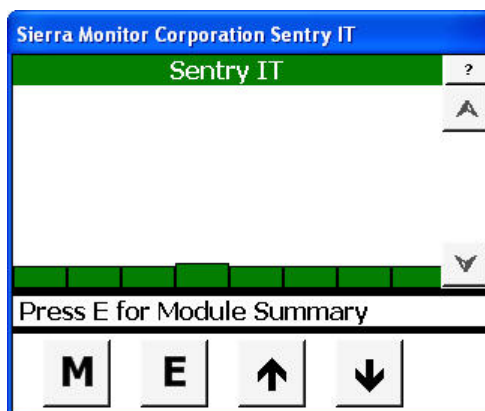 Sierra Monitor Corporation Sentry IT
Sentry IT
?
Press E for Module Summary
M E